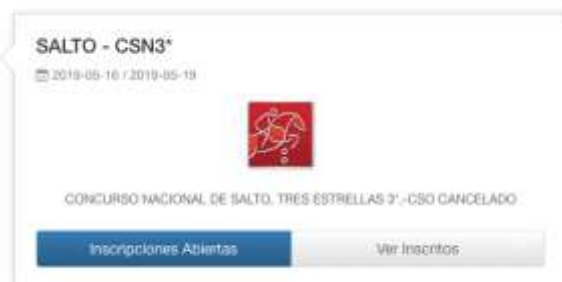 SALTO - CSN3*
2019-05-16 / 2019-05-19
CONCURSO NACIONAL DE SALTO, TRES ESTRELLAS 3*.-CSO CANCELADO
Inscripciones Abiertas
Ver Inscritos